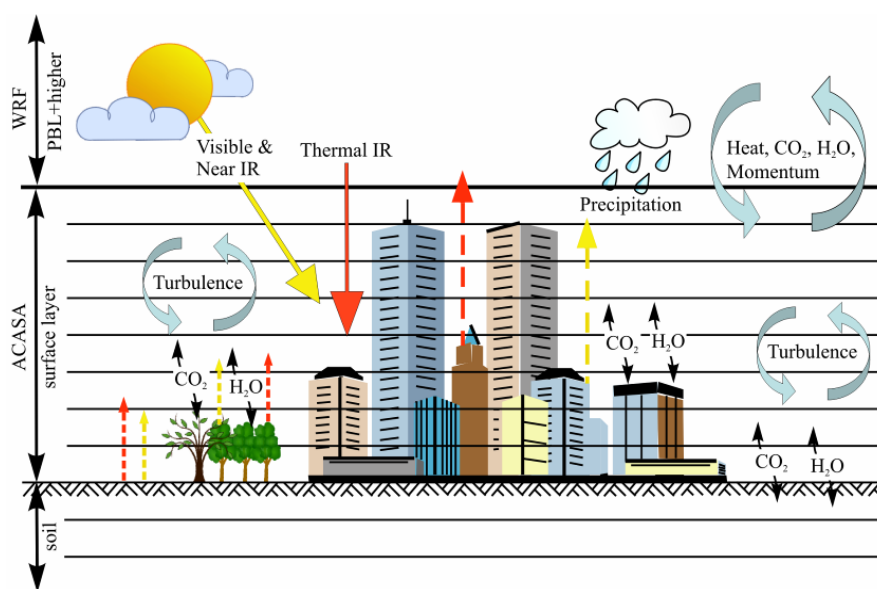 WRF
PBL+higher
Visible &
Near IR
Thermal IR
Precipitation
Heat, CO₂, H₂O,
Momentum
ACASA
surface layer
Turbulence
CO₂
H₂O
CO₂
H₂O
Turbulence
CO₂
H₂O
soil